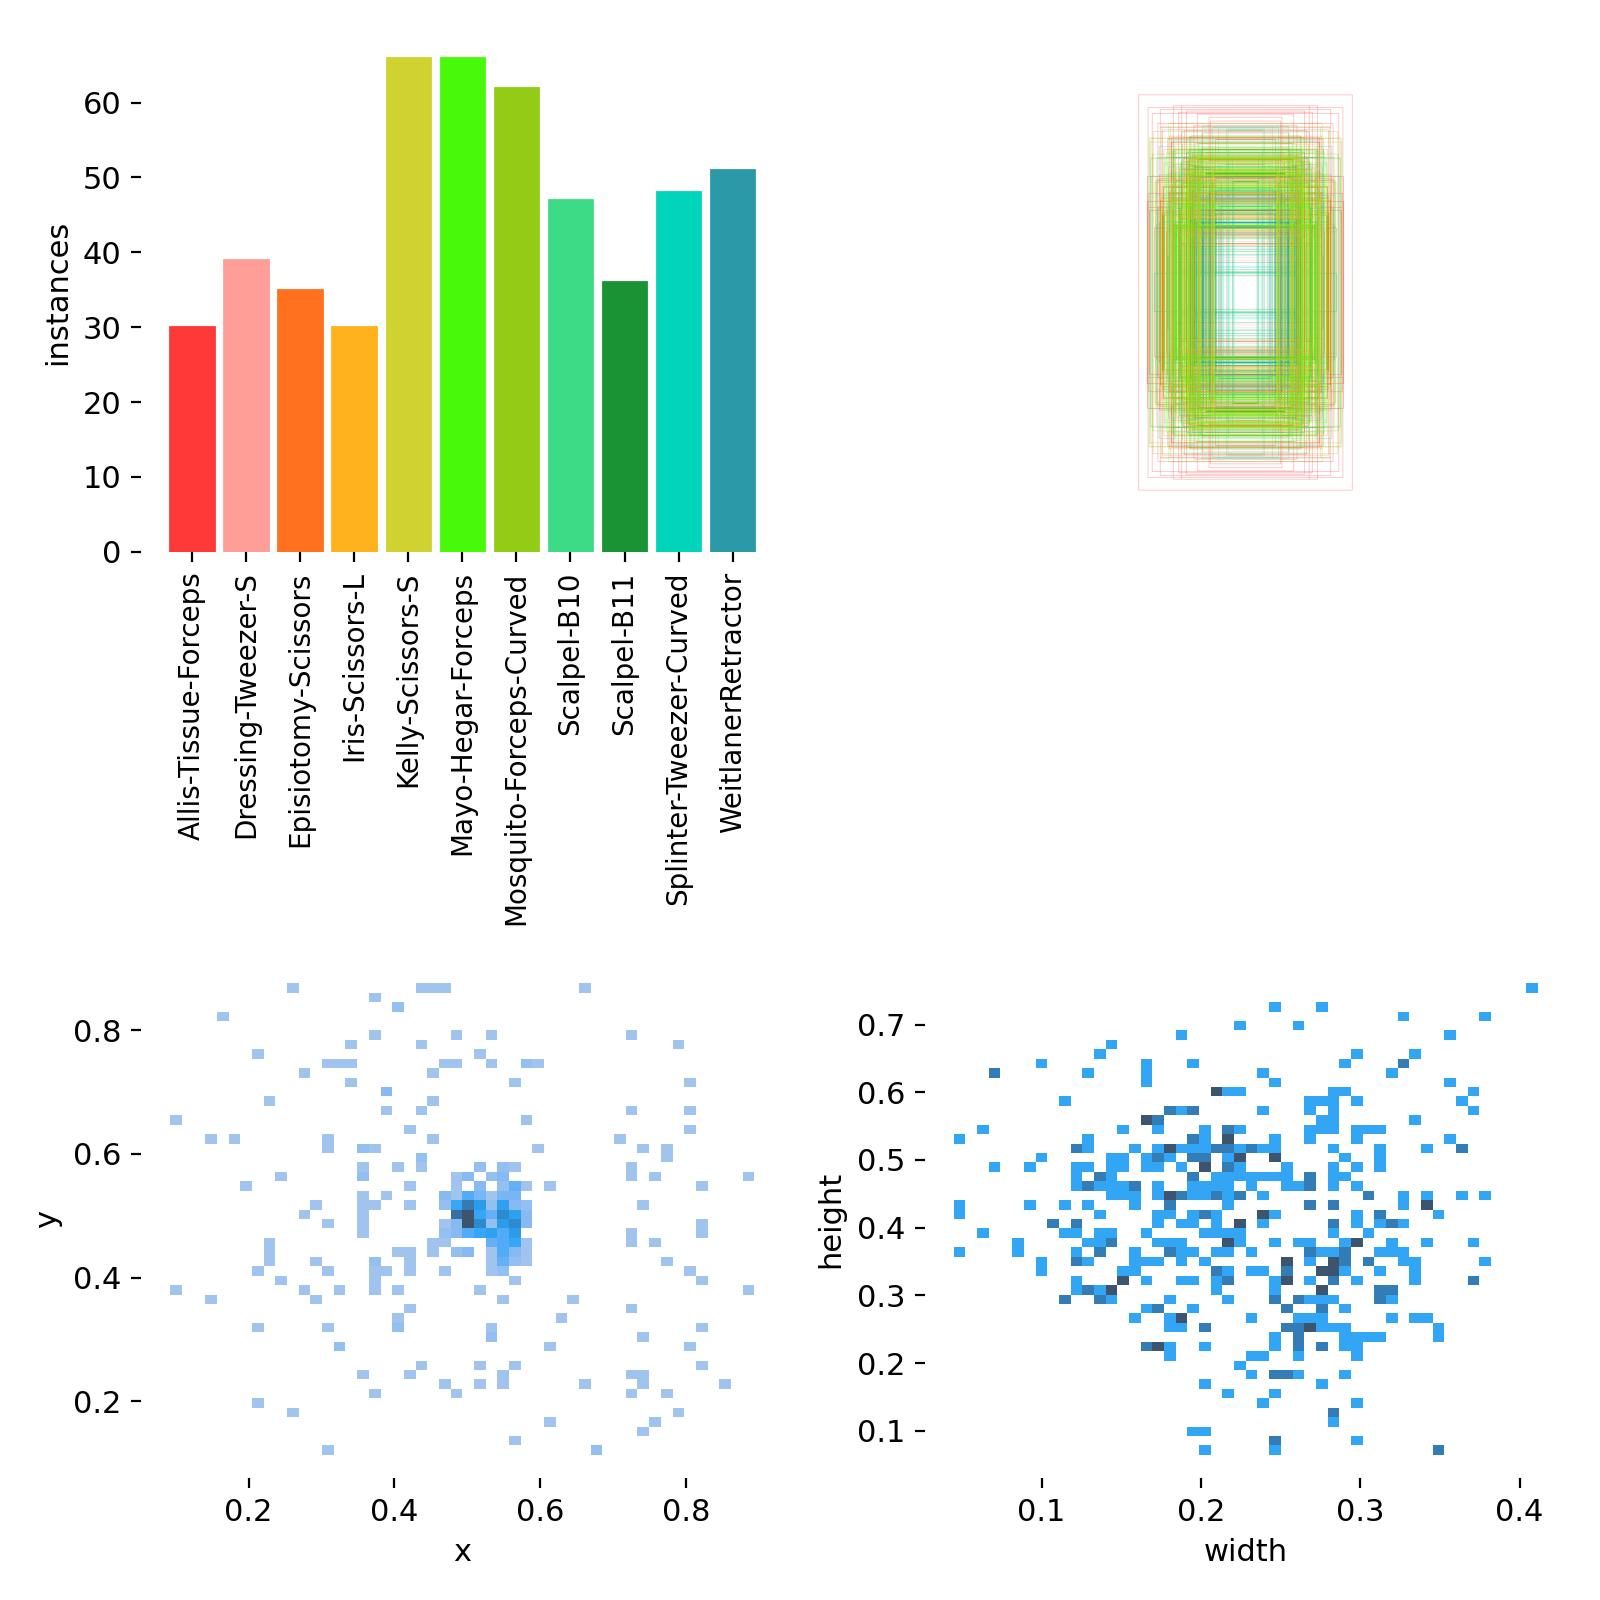 instances
60
50
40
30
20
10
0
Allis-Tissue-Forceps
Dressing-Tweezer-S
Episiotomy-Scissors
Iris-Scissors-L
Kelly-Scissors-S
Mayo-Hegar-Forceps
Mosquito-Forceps-Curved
Scalpel-B10
Scalpel-B11
Splinter-Tweezer-Curved
WeitlanerRetractor
y
0.8
0.6
0.4
0.2
0.2 0.4 0.6 0.8
x
height
0.7
0.6
0.5
0.4
0.3
0.2
0.1
0.1 0.2 0.3 0.4
width